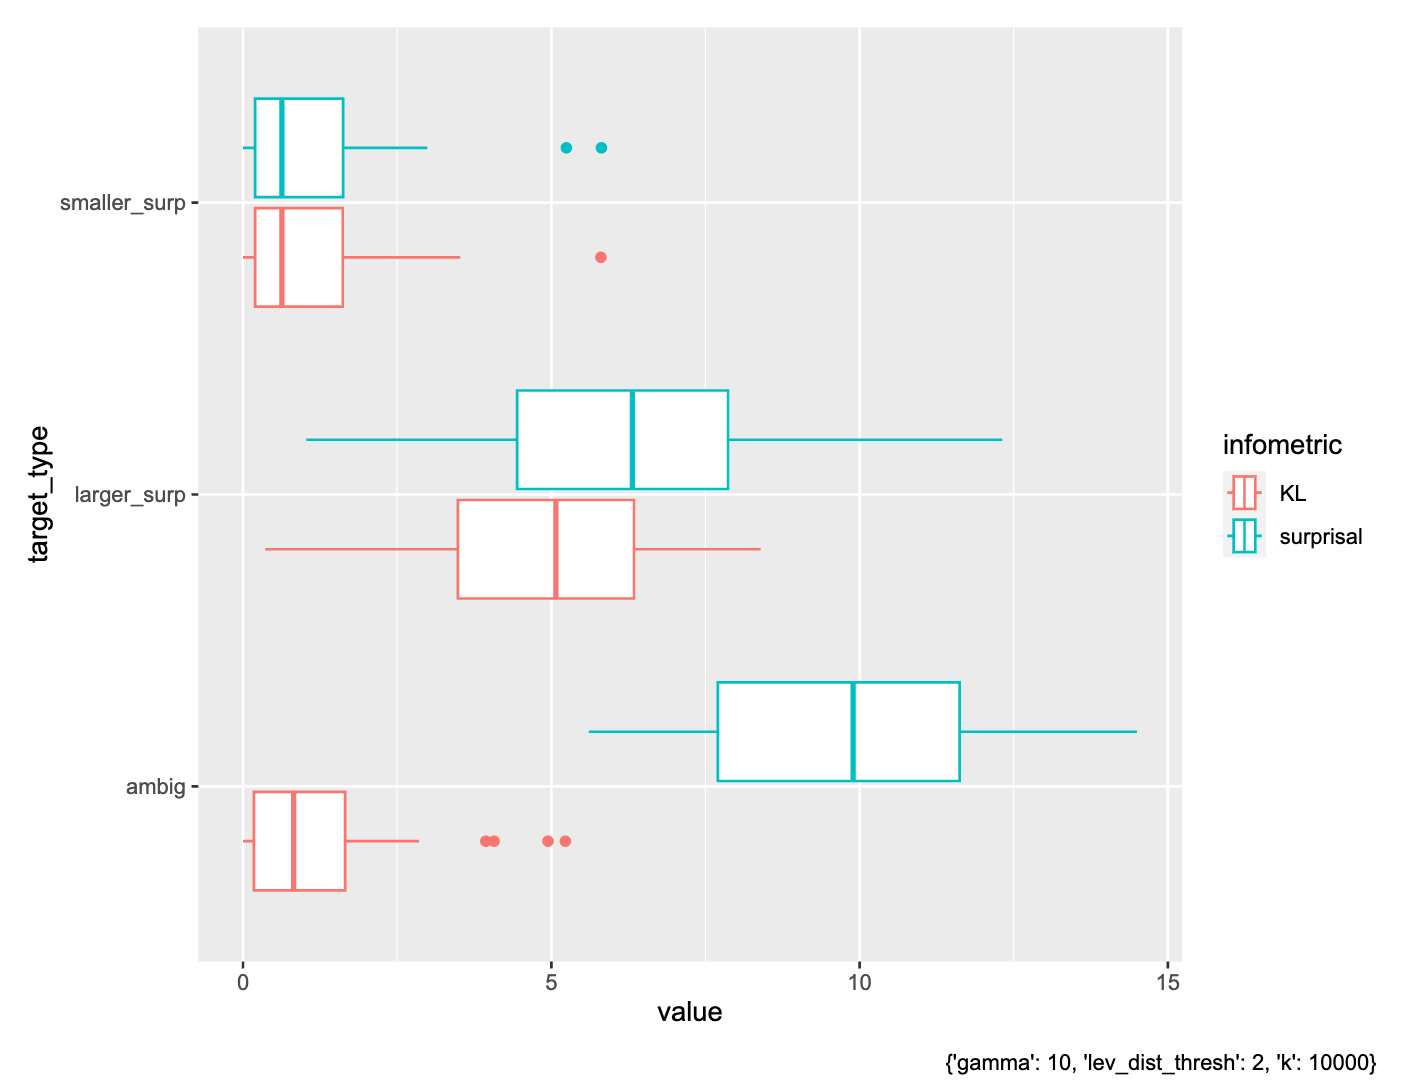 smaller_surp
larger_surp
ambig
target_type
0 5 10 15
value
infometric
KL
surprisal
{'gamma': 10, 'lev_dist_thresh': 2, 'k': 10000}